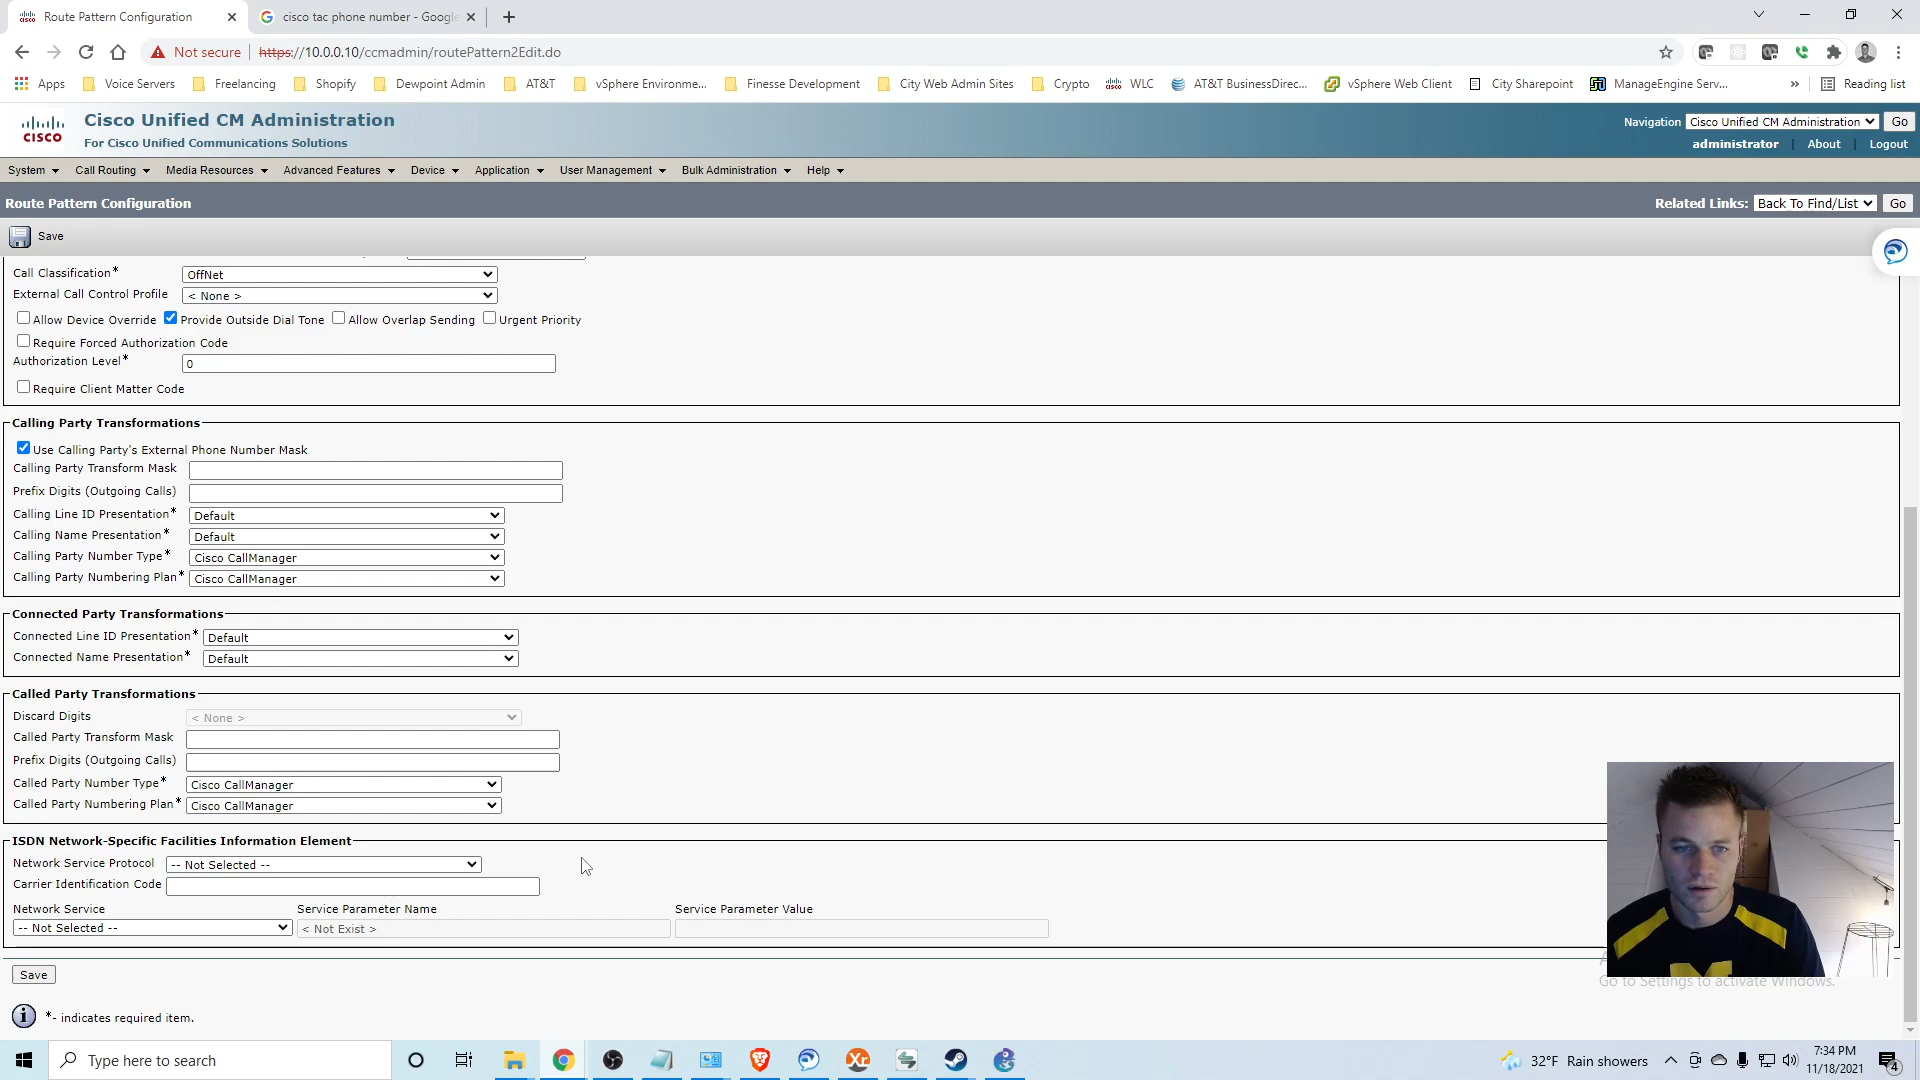 Route Pattern Configuration
cisco tac phone number - Google
Not secure
https://10.0.0.10/ccmadmin/routePattern2Edit.do
Apps Voice Servers Freelancing Shopify Dewpoint Admin AT&T vSphere Environme... Finesse Development City Web Admin Sites Crypto WLC AT&T BusinessDirec... vSphere Web Client City Sharepoint ManageEngine Serv... » Reading list
CISCO
Cisco Unified CM Administration
For Cisco Unified Communications Solutions
Navigation Cisco Unified CM Administration Go
administrator | About | Logout
System Call Routing Media Resources Advanced Features Device Application User Management Bulk Administration Help
Route Pattern Configuration
Related Links: Back To Find/List Go
Save
Call Classification* OffNet
External Call Control Profile < None >
Allow Device Override Provide Outside Dial Tone Allow Overlap Sending Urgent Priority
Require Forced Authorization Code
Authorization Level* 0
Require Client Matter Code
Calling Party Transformations
Use Calling Party's External Phone Number Mask
Calling Party Transform Mask
Prefix Digits (Outgoing Calls)
Calling Line ID Presentation* Default
Calling Name Presentation* Default
Calling Party Number Type* Cisco CallManager
Calling Party Numbering Plan* Cisco CallManager
Connected Party Transformations
Connected Line ID Presentation* Default
Connected Name Presentation* Default
Called Party Transformations
Discard Digits < None >
Called Party Transform Mask
Prefix Digits (Outgoing Calls)
Called Party Number Type* Cisco CallManager
Called Party Numbering Plan* Cisco CallManager
ISDN Network-Specific Facilities Information Element
Network Service Protocol -- Not Selected --
Carrier Identification Code
Network Service Service Parameter Name Service Parameter Value
-- Not Selected -- < Not Exist >
Save
Go to Settings to activate Windows.
*- indicates required item.
Type here to search
Xr
32°F Rain showers
7:34 PM
11/18/2021
4